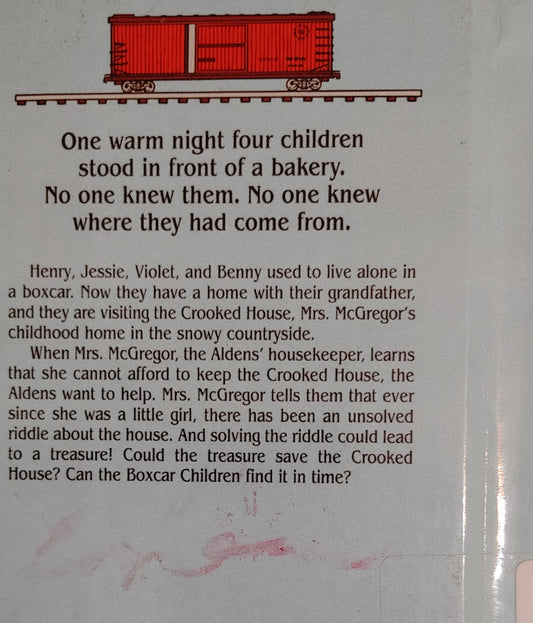 One warm night four children
stood in front of a bakery.
No one knew them. No one knew
where they had come from.
Henry, Jessie, Violet, and Benny used to live alone in
a boxcar. Now they have a home with their grandfather,
and they are visiting the Crooked House, Mrs. McGregor's
childhood home in the snowy countryside.
When Mrs. McGregor, the Aldens' housekeeper, learns
that she cannot afford to keep the Crooked House, the
Aldens want to help. Mrs. McGregor tells them that ever
since she was a little girl, there has been an unsolved
riddle about the house. And solving the riddle could lead
to a treasure! Could the treasure save the Crooked
House? Can the Boxcar Children find it in time?